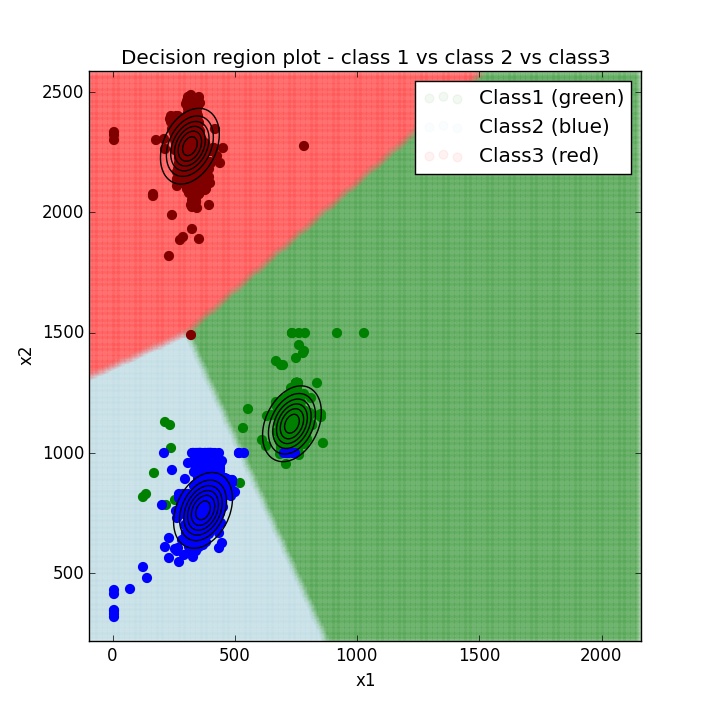 Decision region plot - class 1 vs class 2 vs class3
2500
2000
1500
1000
500
x2
Class1 (green)
Class2 (blue)
Class3 (red)
0 500 1000 1500 2000
x1